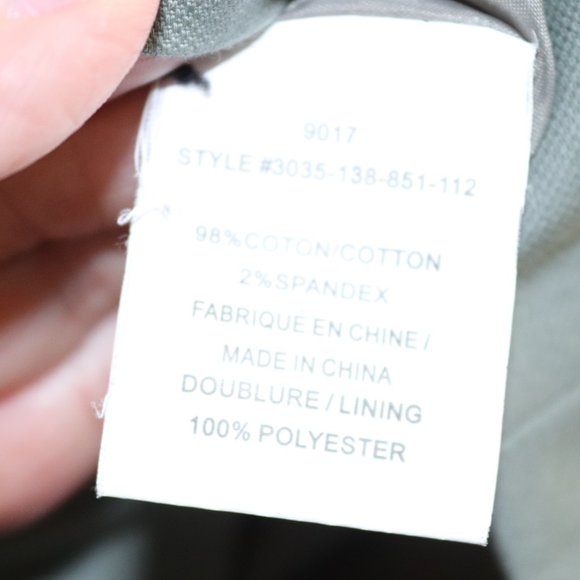 9017
STYLE #3035-138-851-112
98%COTON/COTTON
2%SPANDEX
FABRIQUE EN CHINE /
MADE IN CHINA
DOUBLURE / LINING
100% POLYESTER